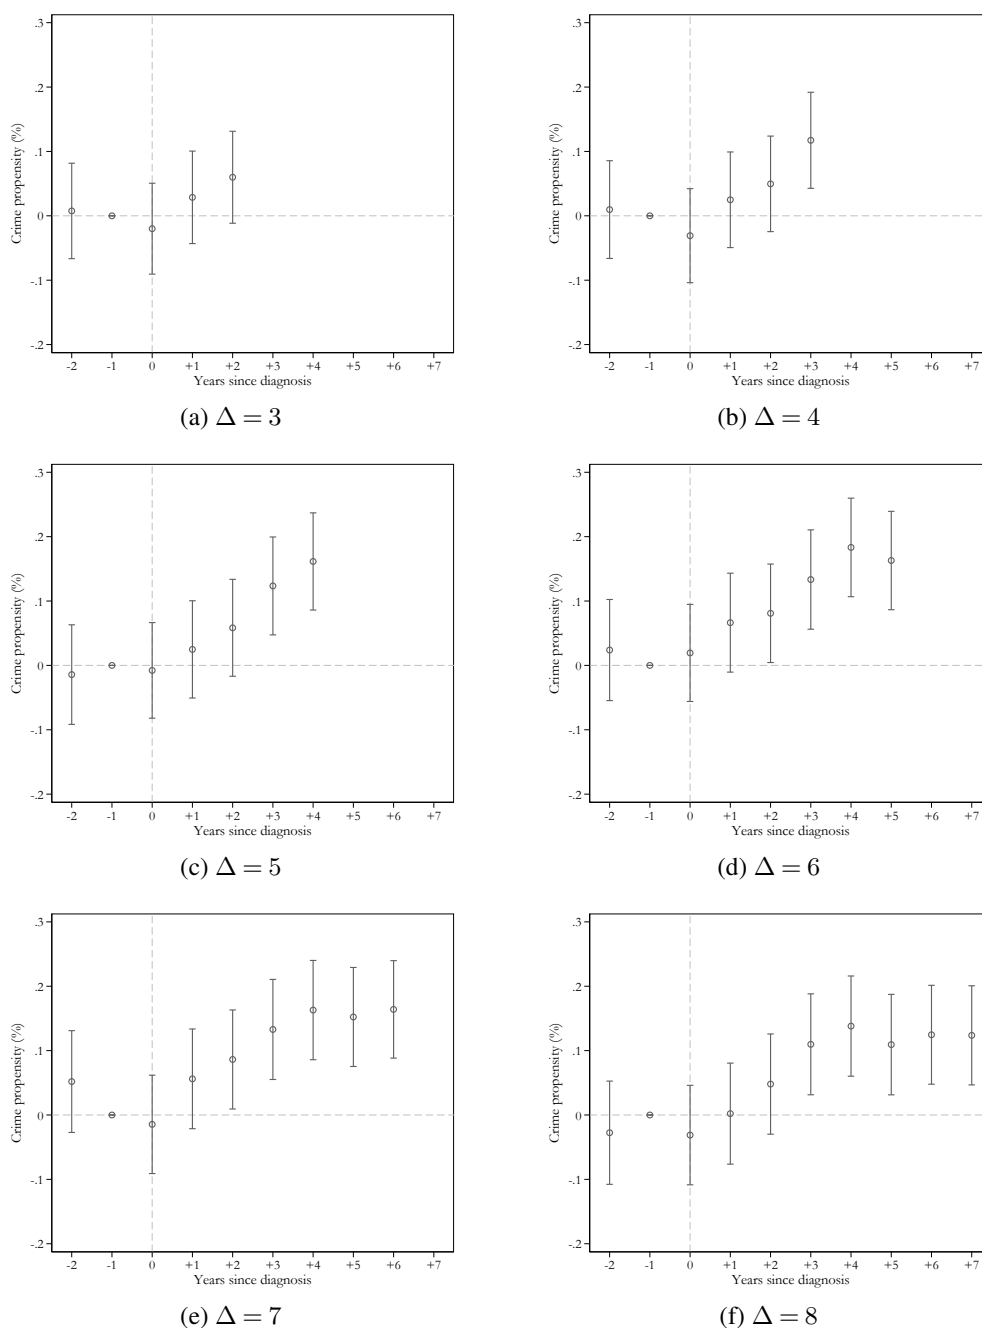 .3
.2
.1
0
-.1
-.2
Crime propensity (%)
-2 -1 0 +1 +2 +3 +4 +5 +6 +7
Years since diagnosis
(a) Δ = 3
.3
.2
.1
0
-.1
-.2
Crime propensity (%)
-2 -1 0 +1 +2 +3 +4 +5 +6 +7
Years since diagnosis
(b) Δ = 4
.3
.2
.1
0
-.1
-.2
Crime propensity (%)
-2 -1 0 +1 +2 +3 +4 +5 +6 +7
Years since diagnosis
(c) Δ = 5
.3
.2
.1
0
-.1
-.2
Crime propensity (%)
-2 -1 0 +1 +2 +3 +4 +5 +6 +7
Years since diagnosis
(d) Δ = 6
.3
.2
.1
0
-.1
-.2
Crime propensity (%)
-2 -1 0 +1 +2 +3 +4 +5 +6 +7
Years since diagnosis
(e) Δ = 7
.3
.2
.1
0
-.1
-.2
Crime propensity (%)
-2 -1 0 +1 +2 +3 +4 +5 +6 +7
Years since diagnosis
(f) Δ = 8